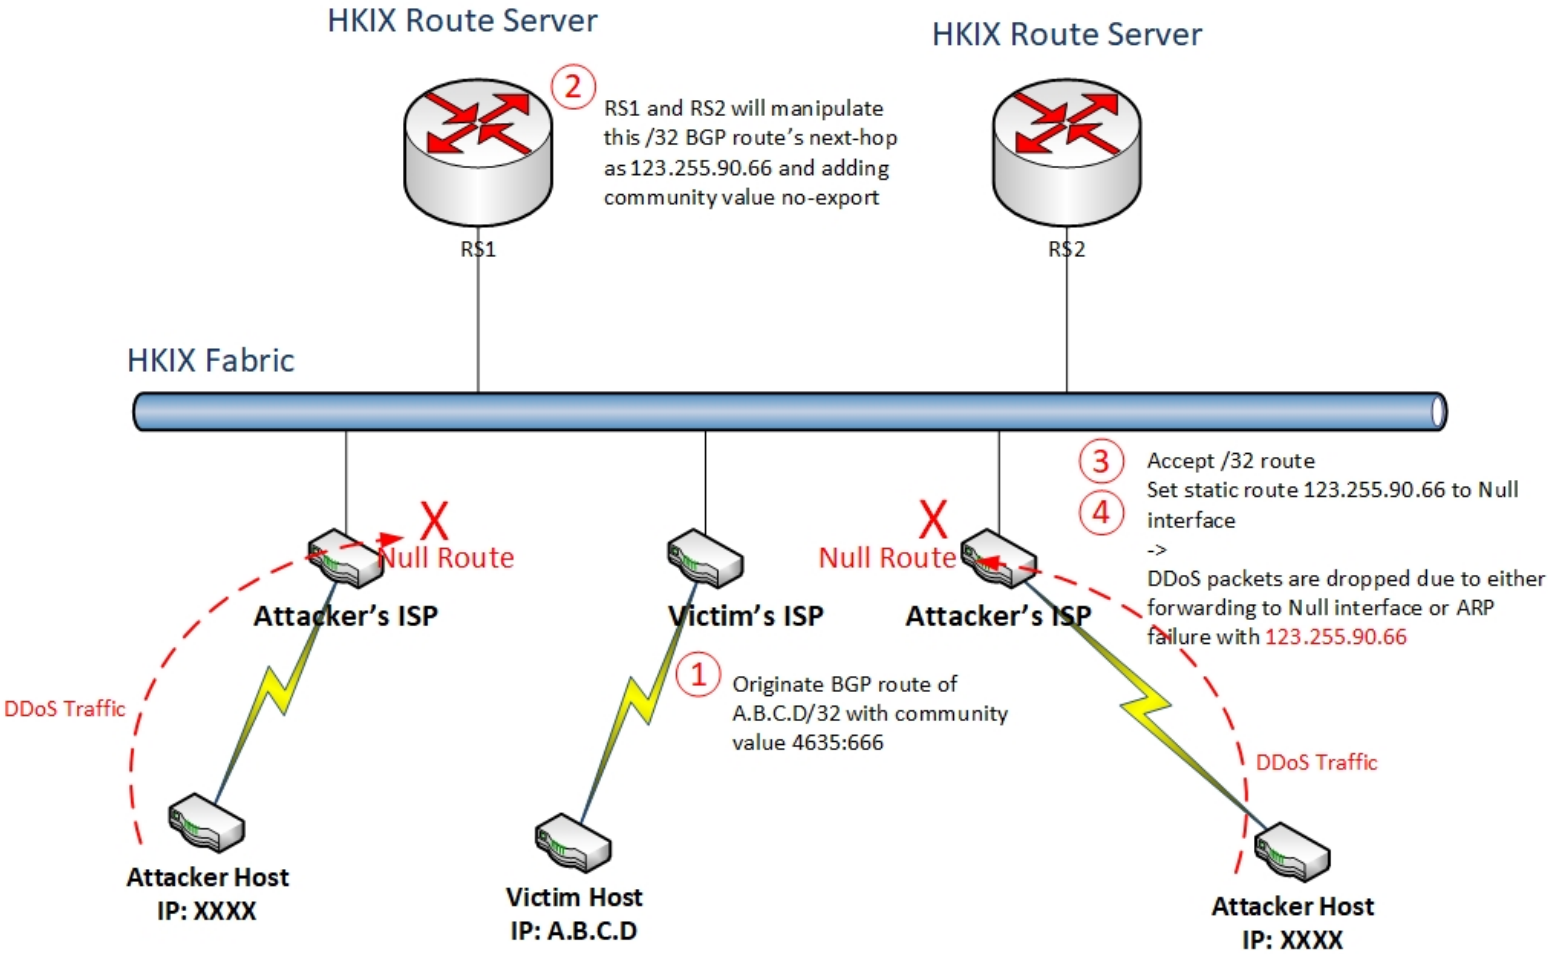 HKIX Route Server
HKIX Route Server
2
RS1 and RS2 will manipulate
this /32 BGP route's next-hop
as 123.255.90.66 and adding
community value no-export
RS1
RS2
HKIX Fabric
3
Accept /32 route
4
Set static route 123.255.90.66 to Null
interface
->
DDoS packets are dropped due to either
forwarding to Null interface or ARP
failure with 123.255.90.66
X
Null Route
X
Null Route
Attacker's ISP
Victim's ISP
Attacker's ISP
1
Originate BGP route of
A.B.C.D/32 with community
value 4635:666
DDoS Traffic
DDoS Traffic
Attacker Host
IP: XXXX
Victim Host
IP: A.B.C.D
Attacker Host
IP: XXXX